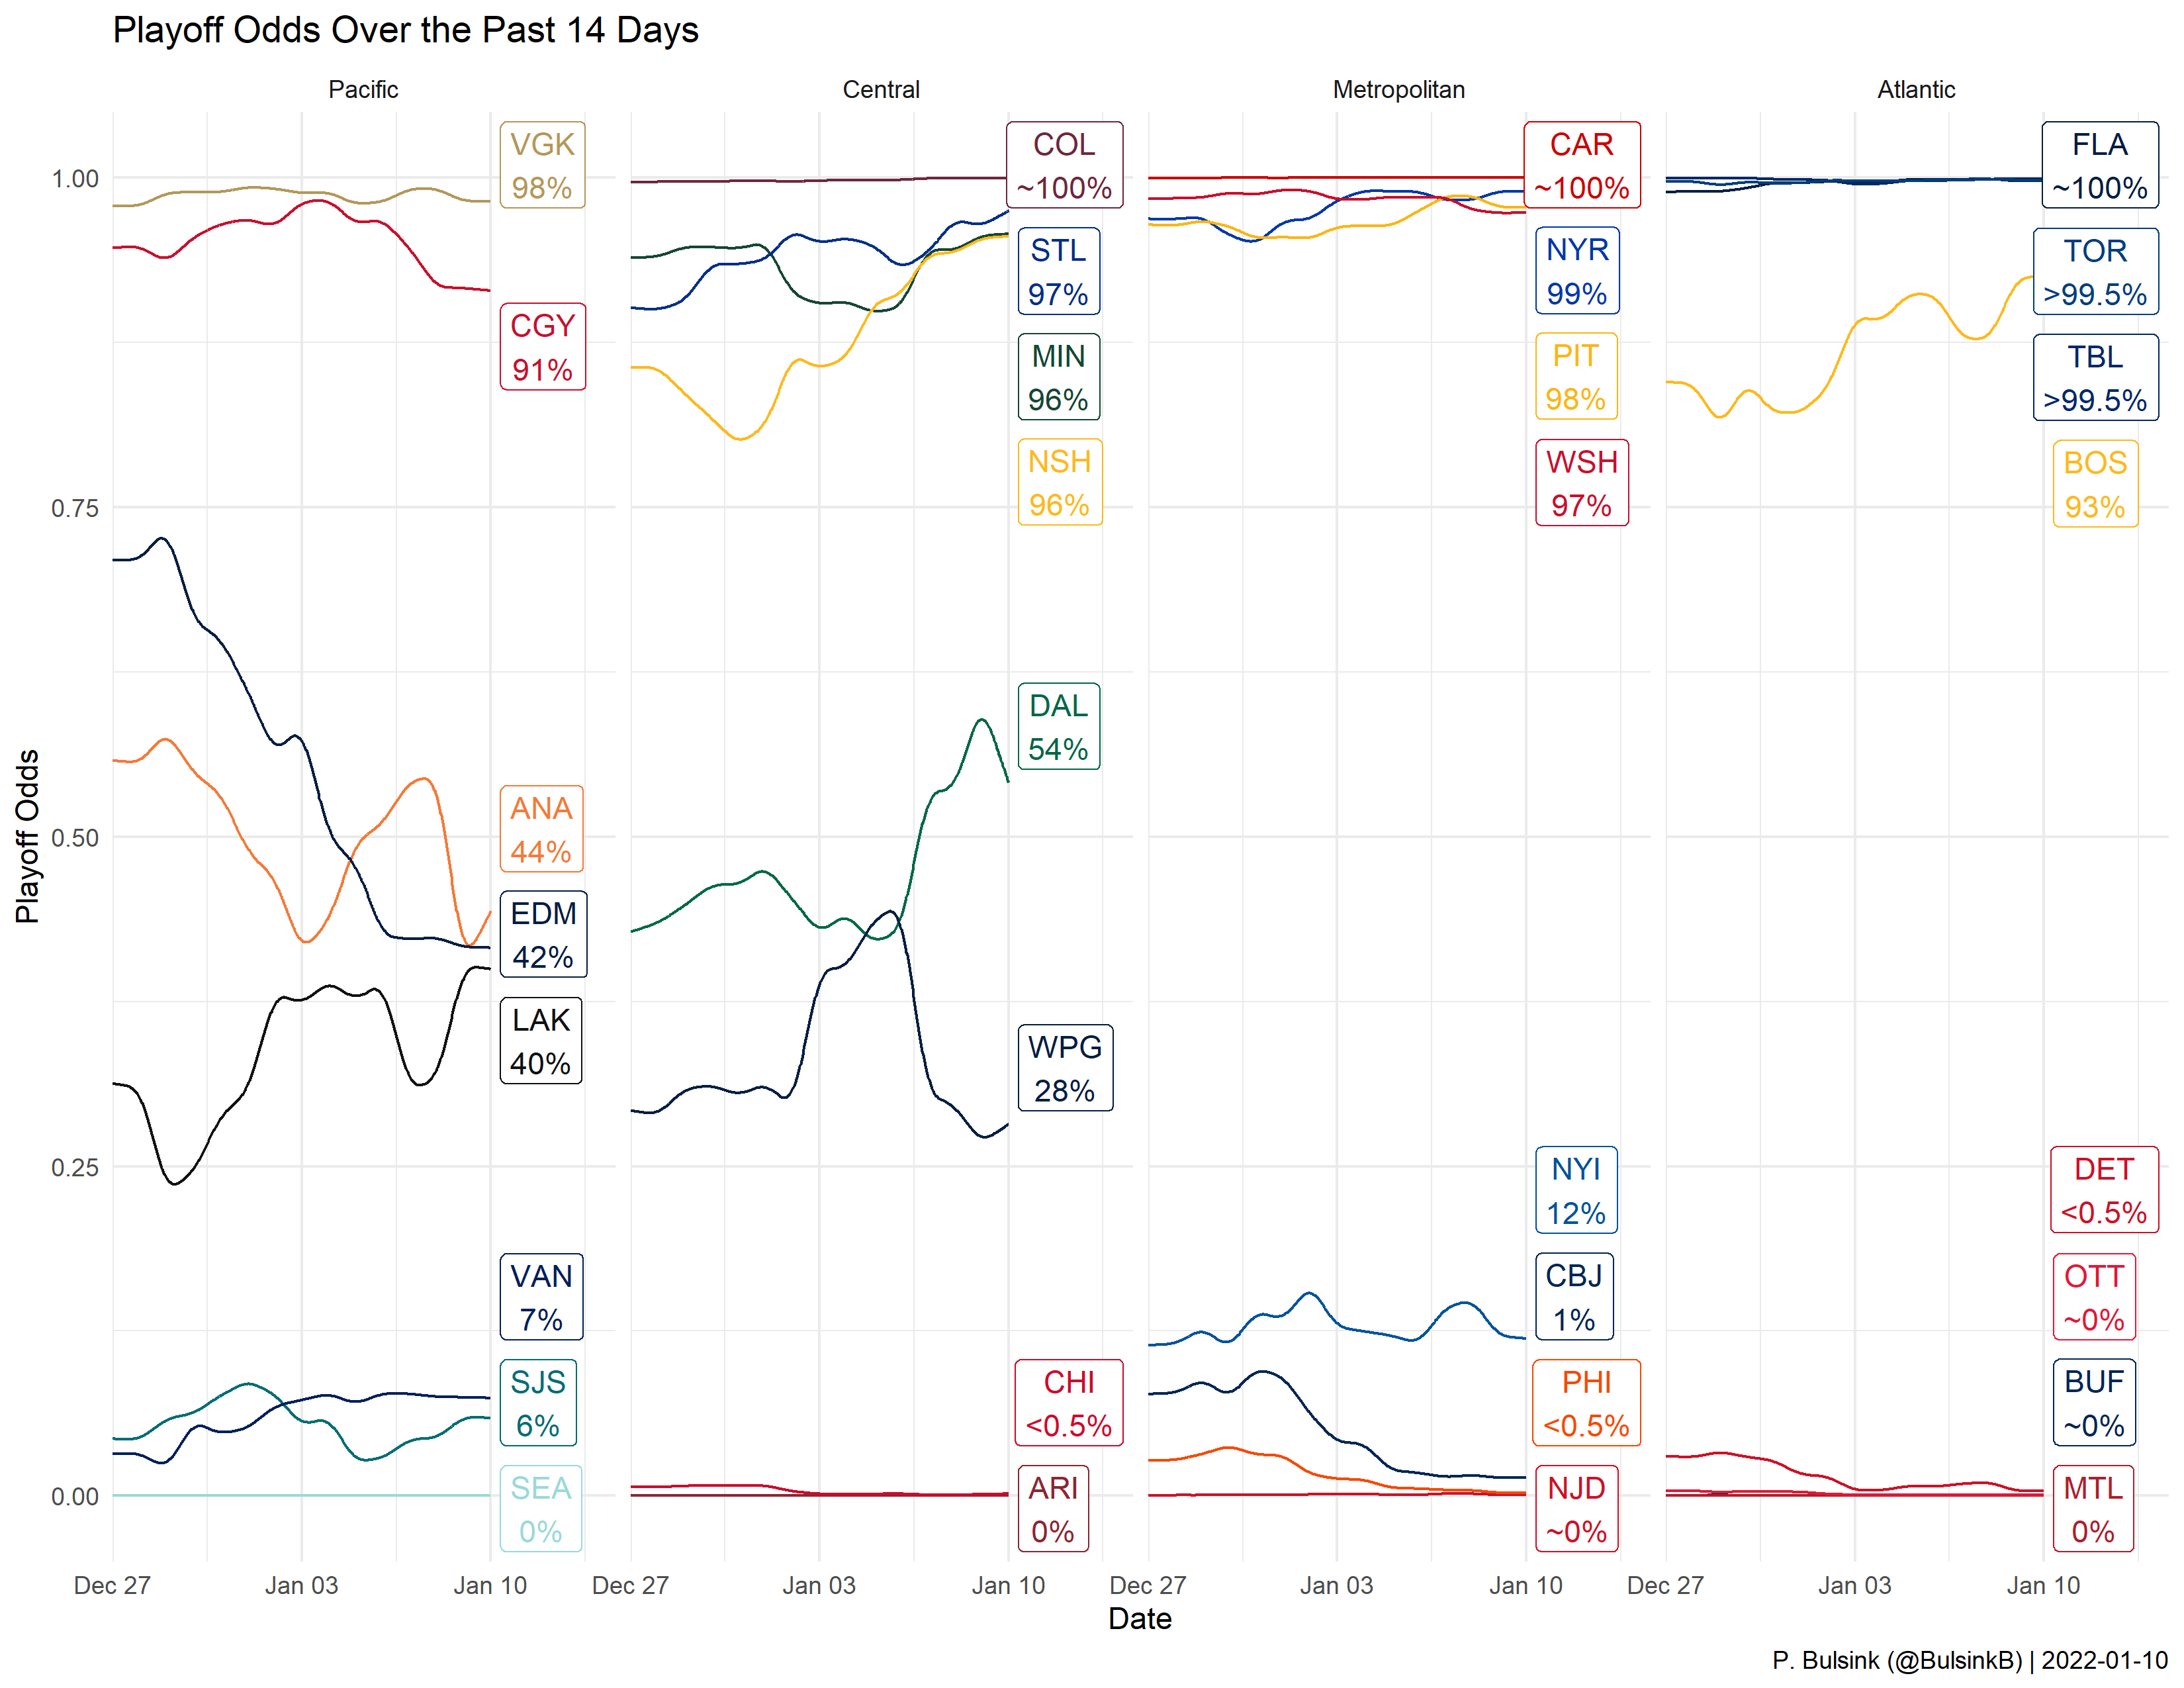 Playoff Odds Over the Past 14 Days
Pacific
Central
Metropolitan
Atlantic
Playoff Odds
1.00
0.75
0.50
0.25
0.00
VGK
98%
CGY
91%
ANA
44%
EDM
42%
LAK
40%
VAN
7%
SJS
6%
SEA
0%
COL
~100%
STL
97%
MIN
96%
NSH
96%
DAL
54%
WPG
28%
CHI
<0.5%
ARI
0%
CAR
~100%
NYR
99%
PIT
98%
WSH
97%
NYI
12%
CBJ
1%
PHI
<0.5%
NJD
~0%
FLA
~100%
TOR
>99.5%
TBL
>99.5%
BOS
93%
DET
<0.5%
OTT
~0%
BUF
~0%
MTL
0%
Dec 27 Jan 03 Jan 10
Dec 27 Jan 03 Jan 10
Dec 27 Jan 03 Jan 10
Dec 27 Jan 03 Jan 10
Date
P. Bulsink (@BulsinkB) | 2022-01-10